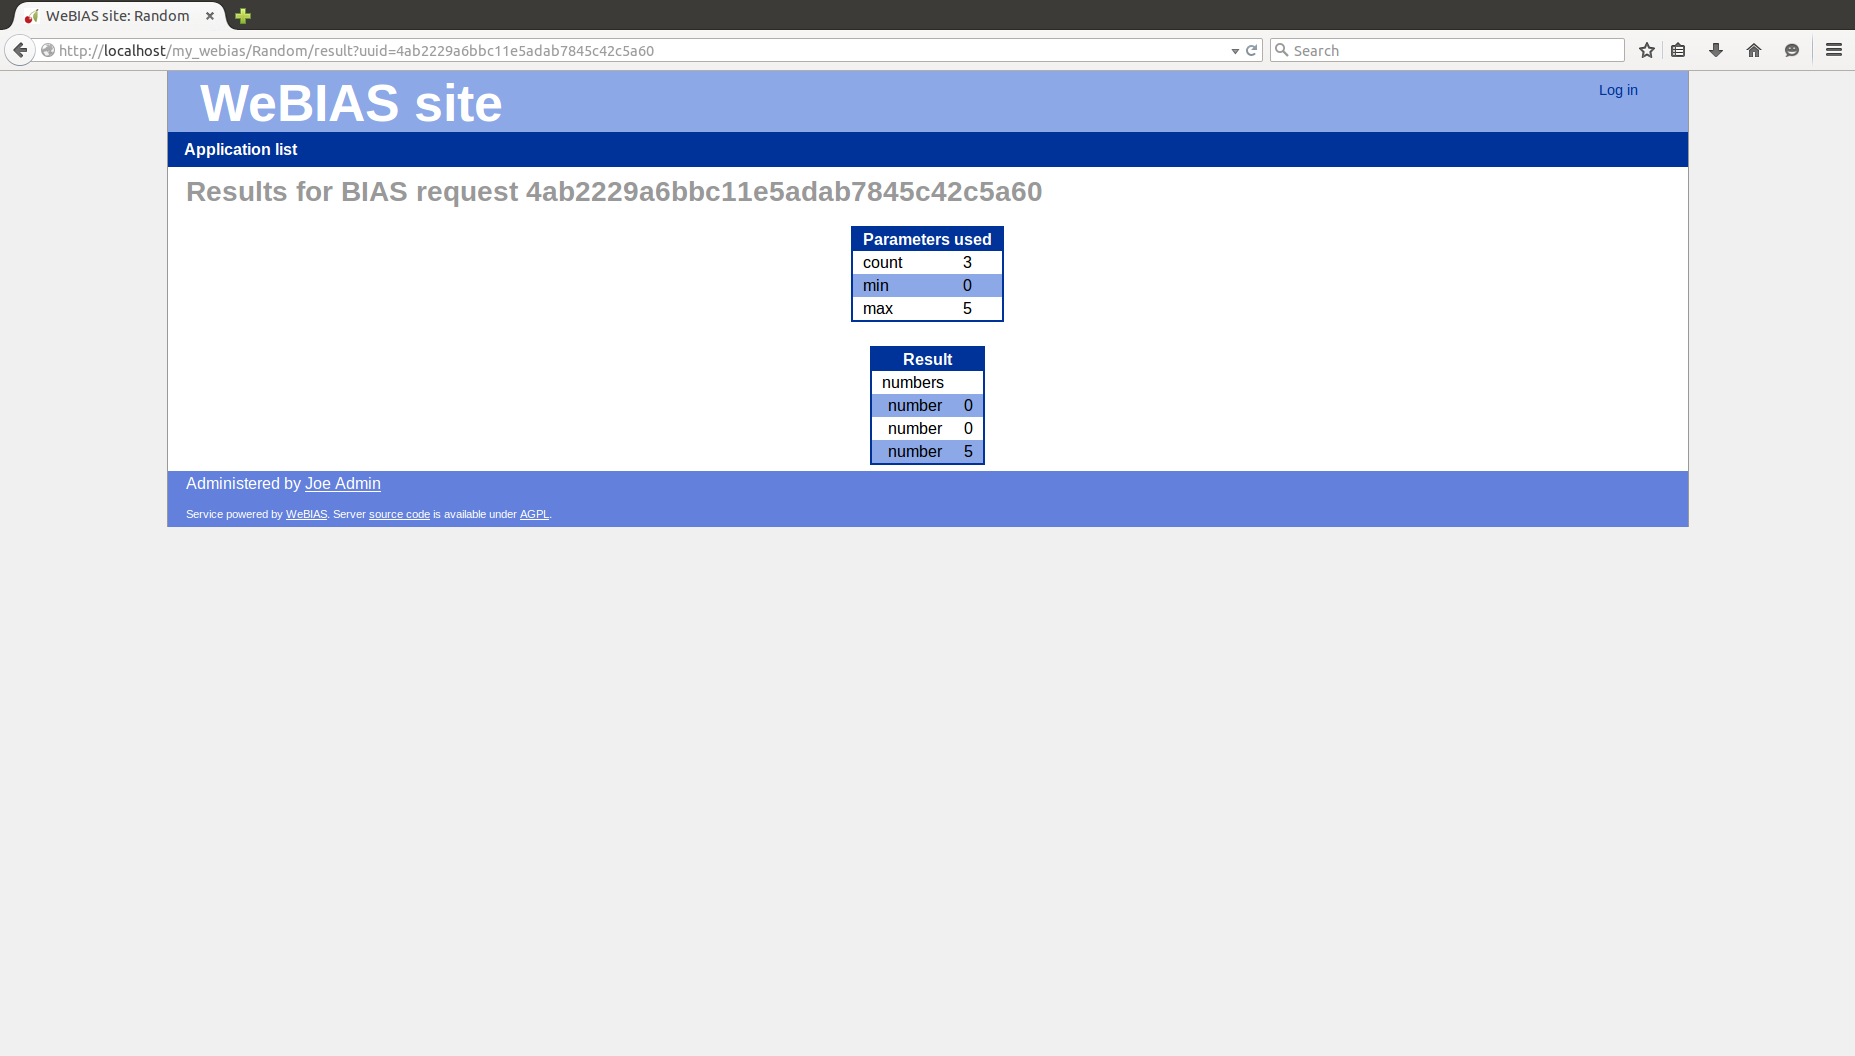 WeBIAS site: Random
http://localhost/my_webias/Random/result?uuid=4ab2229a6bbc11e5adab7845c42c5a60
Search
WeBIAS site
Log in
Application list
Results for BIAS request 4ab2229a6bbc11e5adab7845c42c5a60
Parameters used
count 3
min 0
max 5
Result
numbers
number 0
number 0
number 5
Administered by Joe Admin
Service powered by WeBIAS. Server source code is available under AGPL.